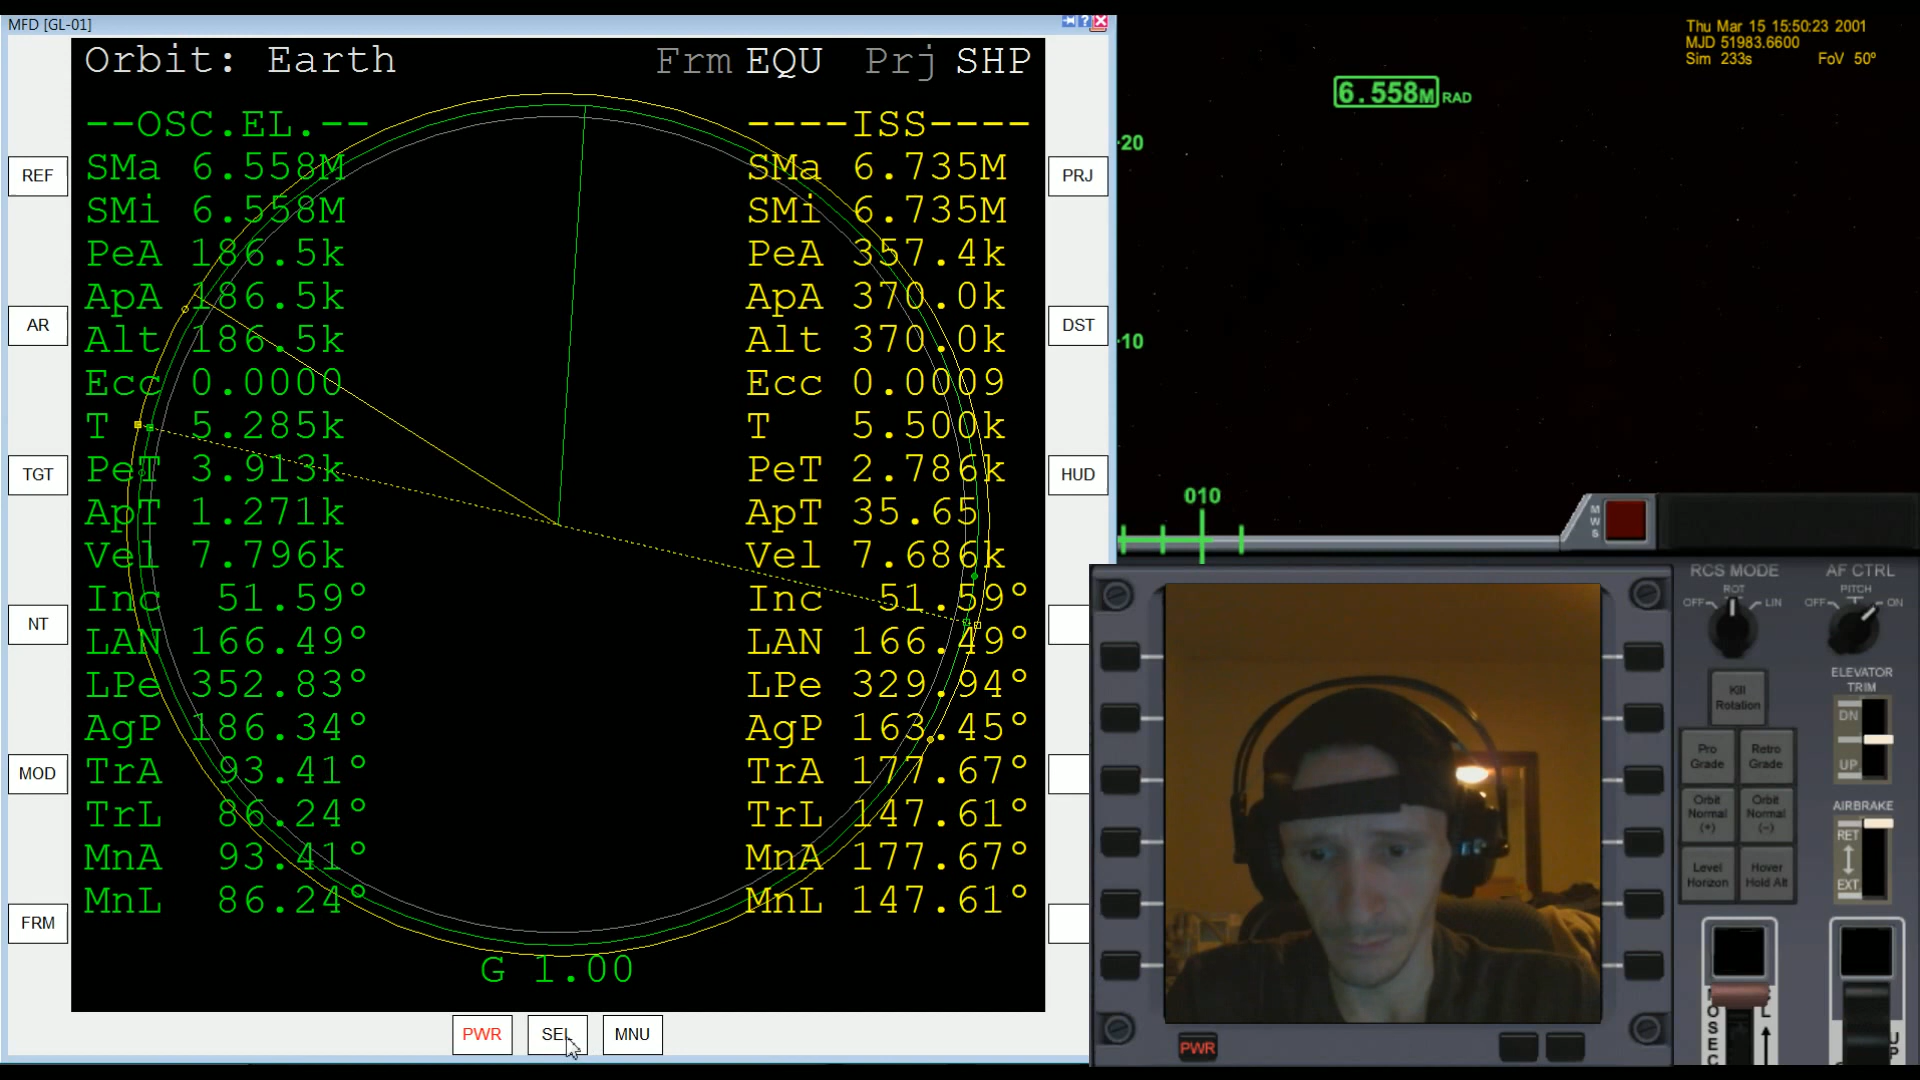 MFD [GL-01]
Orbit: Earth Frm EQU Prj SHP
--OSC.EL.--
SMa 6.558M
SMi 6.558M
PeA 186.5k
ApA 186.5k
Alt 186.5k
Ecc 0.0000
T 5.285k
PeT 3.913k
ApT 1.271k
Vel 7.796k
Inc 51.59°
LAN 166.49°
LPe 352.83°
AgP 186.34°
TrA 93.41°
TrL 86.24°
MnA 93.41°
MnL 86.24°
----ISS----
SMa 6.735M
SMi 6.735M
PeA 357.4k
ApA 370.0k
Alt 370.0k
Ecc 0.0009
T 5.500k
PeT 2.786k
ApT 35.65
Vel 7.686k
Inc 51.59°
LAN 166.49°
LPe 329.94°
AgP 163.45°
TrA 177.67°
TrL 147.61°
MnA 177.67°
MnL 147.61°
G 1.00
REF
AR
TGT
NT
MOD
FRM
PRJ
DST
HUD
PWR SEL MNU
Thu Mar 15 15:50:23 2001
MJD 51983.6600
Sim 233s FoV 50°
6.558M RAD
20
10
010
MWS
RCS MODE
ROT
OFF LIN
AF CTRL
PITCH
OFF ON
Kill
Rotation
Pro
Grade
Retro
Grade
Orbit
Normal
(+)
Orbit
Normal
(-)
Level
Horizon
Hover
Hold Alt
ELEVATOR
TRIM
DN
UP
AIRBRAKE
RET
EXT
PWR